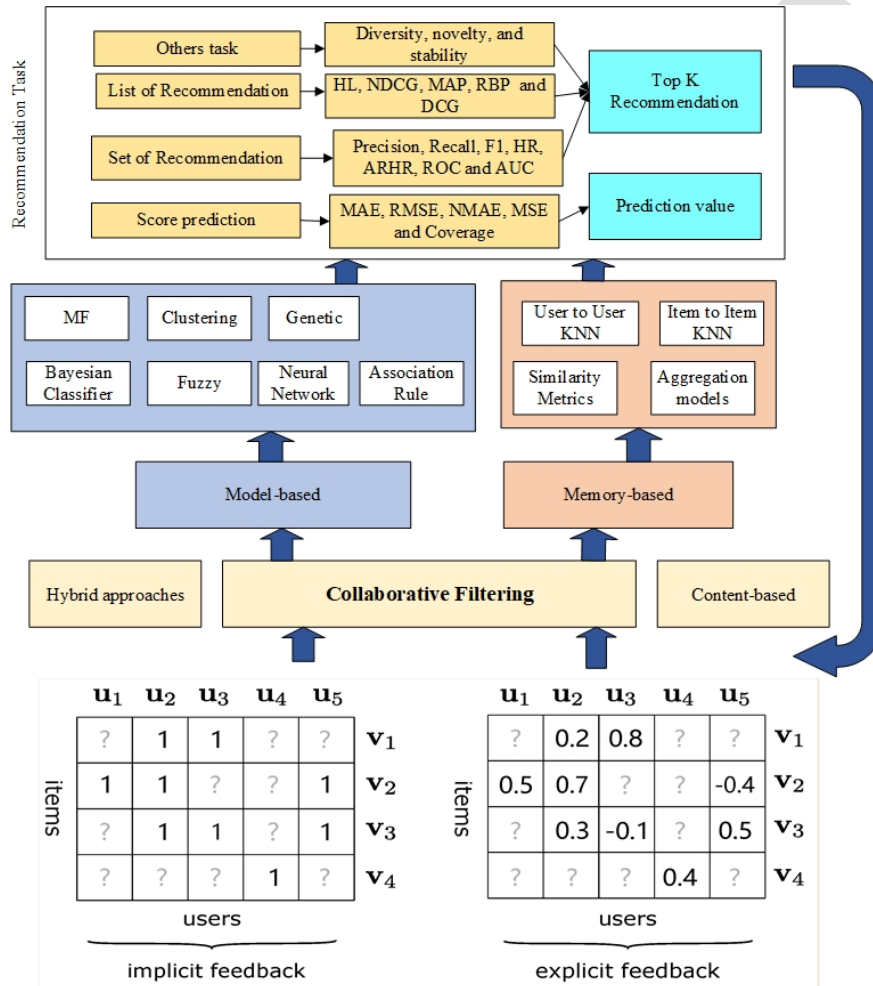 Recommendation Task
Others task
Diversity, novelty, and
stability
List of Recommendation
HL, NDCG, MAP, RBP and
DCG
Top K
Recommendation
Set of Recommendation
Precision, Recall, F1, HR,
ARHR, ROC and AUC
Score prediction
MAE, RMSE, NMAE, MSE
and Coverage
Prediction value
MF
Clustering
Genetic
Bayesian
Classifier
Fuzzy
Neural
Network
Association
Rule
User to User
KNN
Item to Item
KNN
Similarity
Metrics
Aggregation
models
Model-based
Memory-based
Hybrid approaches
Collaborative Filtering
Content-based
u1 u2 u3 u4 u5
? 1 1 ? ? v1
1 1 ? ? 1 v2
? 1 1 ? 1 v3
? ? ? 1 ? v4
items
users
implicit feedback
u1 u2 u3 u4 u5
? 0.2 0.8 ? ? v1
0.5 0.7 ? ? -0.4 v2
? 0.3 -0.1 ? 0.5 v3
? ? ? 0.4 ? v4
items
users
explicit feedback